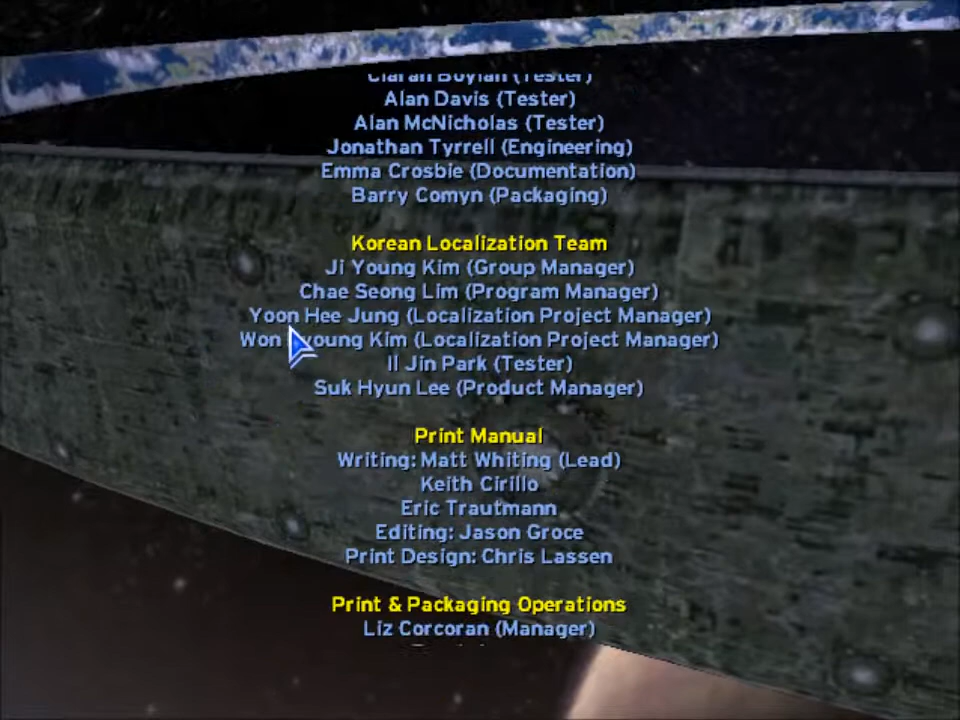 Ciaran Boylan (Tester)
Alan Davis (Tester)
Alan McNicholas (Tester)
Jonathan Tyrrell (Engineering)
Emma Crosbie (Documentation)
Barry Comyn (Packaging)
Korean Localization Team
Ji Young Kim (Group Manager)
Chae Seong Lim (Program Manager)
Yoon Hee Jung (Localization Project Manager)
Won Kim (Localization Project Manager)
Il Jin Park (Tester)
Suk Hyun Lee (Product Manager)
Print Manual
Writing: Matt Whiting (Lead)
Keith Cirillo
Eric Trautmann
Editing: Jason Groce
Print Design: Chris Lassen
Print & Packaging Operations
Liz Corcoran (Manager)